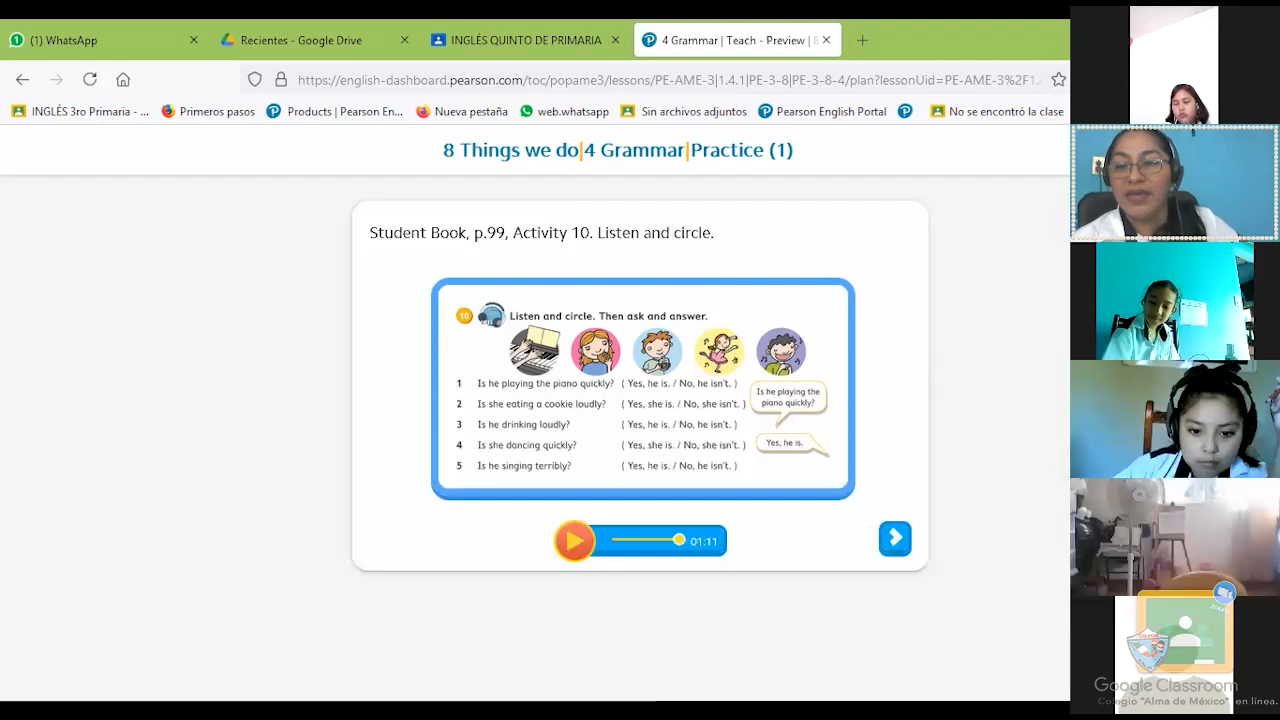 (1) WhatsApp
Recientes - Google Drive
INGLÉS QUINTO DE PRIMARIA
4 Grammar | Teach - Preview | 8
https://english-dashboard.pearson.com/toc/popame3/lessons/PE-AME-3|1.4.1|PE-3-8|PE-3-8-4/plan?lessonUid=PE-AME-3%2F1.
INGLÉS 3ro Primaria - ...
Primeros pasos
Products | Pearson En...
Nueva pestaña
web.whatsapp
Sin archivos adjuntos
Pearson English Portal
No se encontró la clase
8 Things we do|4 Grammar|Practice (1)
Student Book, p.99, Activity 10. Listen and circle.
10 Listen and circle. Then ask and answer.
1 Is he playing the piano quickly? ( Yes, he is. / No, he isn't. )
2 Is she eating a cookie loudly? ( Yes, she is. / No, she isn't. )
3 Is he drinking loudly? ( Yes, he is. / No, he isn't. )
4 Is she dancing quickly? ( Yes, she is. / No, she isn't. )
5 Is he singing terribly? ( Yes, he is. / No, he isn't. )
Is he playing the
piano quickly?
Yes, he is.
01:11
zoom
Google Classroom
Colegio "Alma de México" en línea.